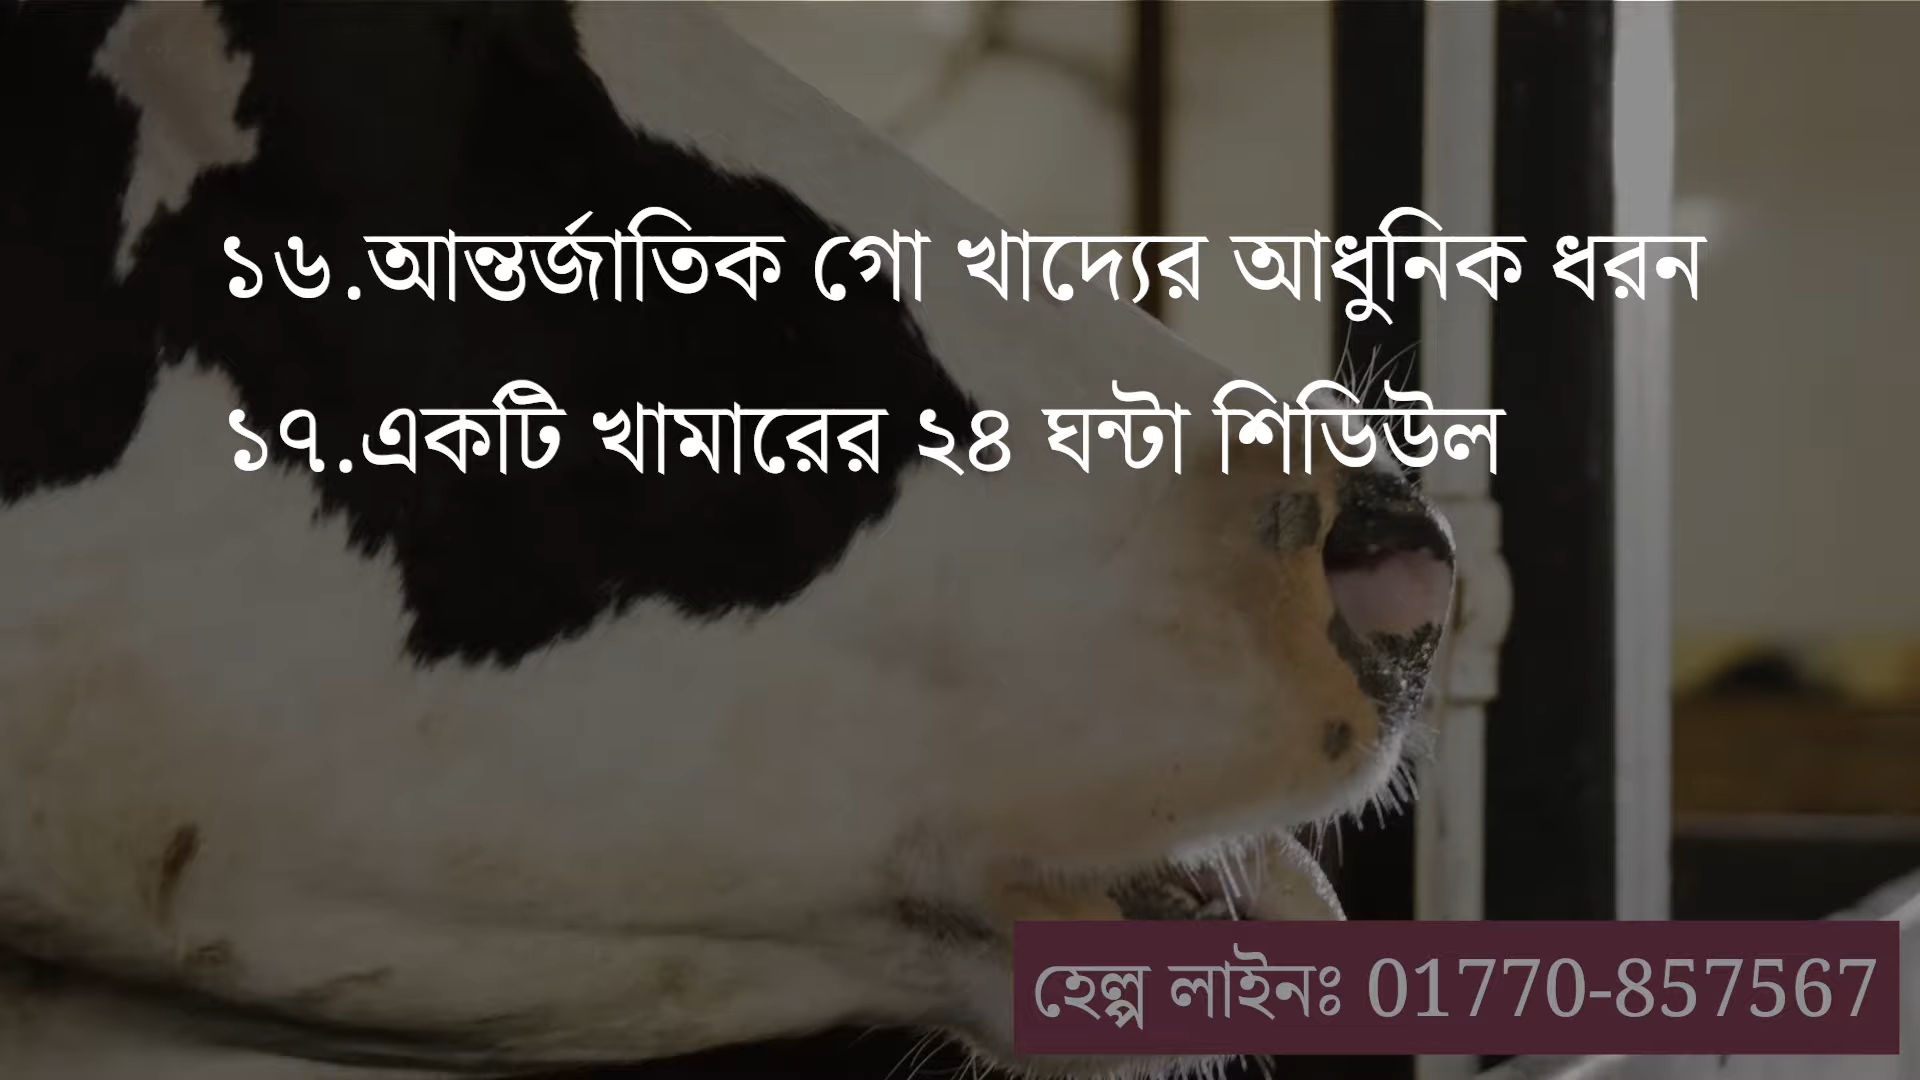 ১৬.আন্তর্জাতিক গো খাদ্যের আধুনিক ধরন
১৭.একটি খামারের ২৪ ঘন্টা শিডিউল
হেল্প লাইনঃ 01770-857567